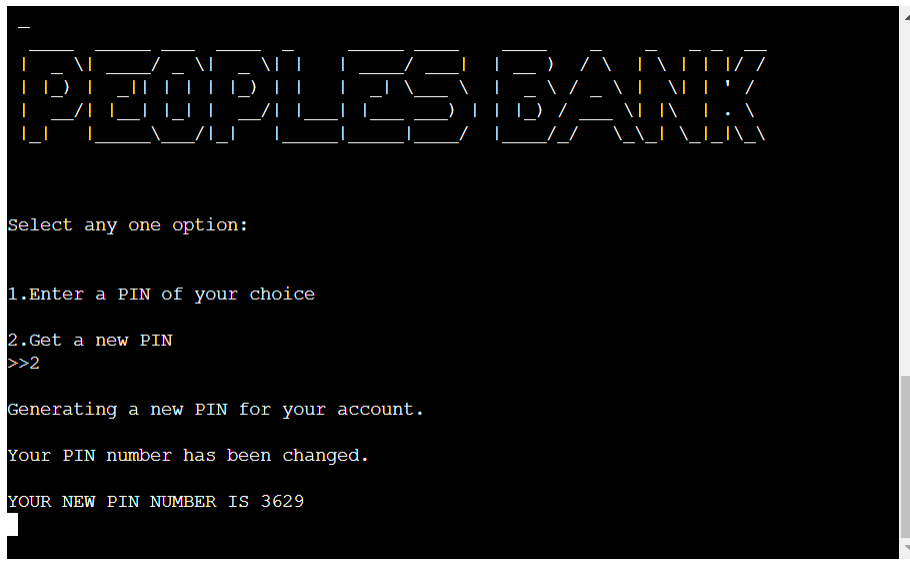 PEOPLES BANK
Select any one option:
1.Enter a PIN of your choice
2.Get a new PIN
>>2
Generating a new PIN for your account.
Your PIN number has been changed.
YOUR NEW PIN NUMBER IS 3629